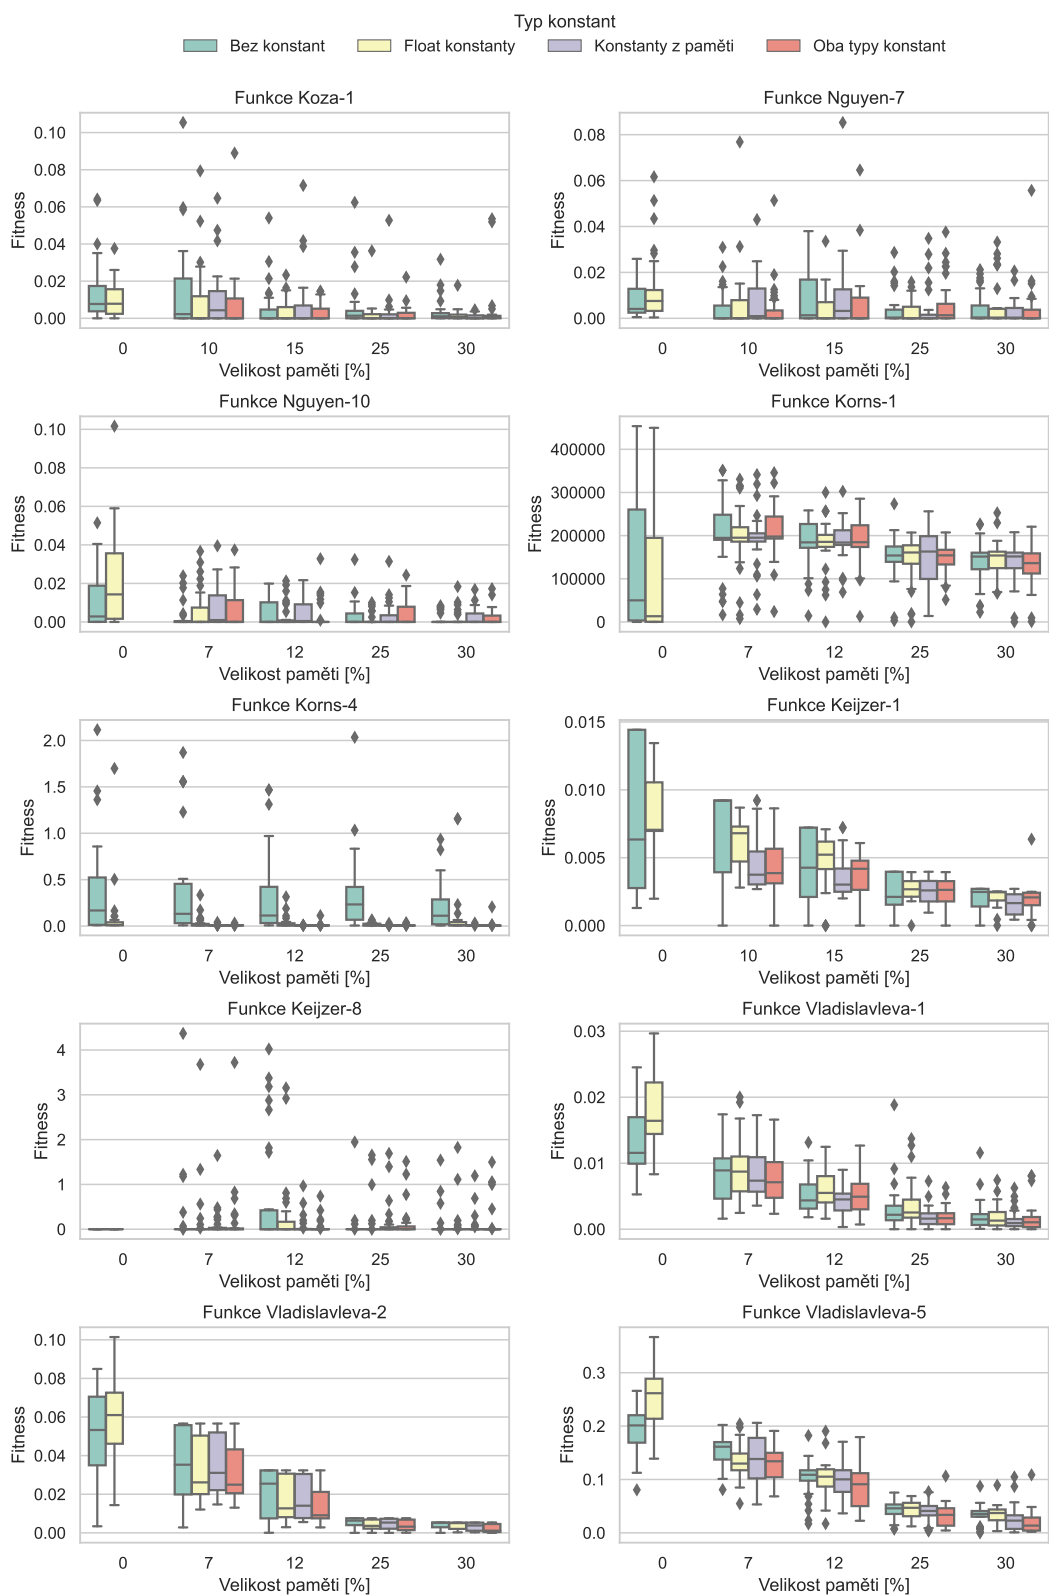 Typ konstant
Bez konstant Float konstanty Konstanty z paměti Oba typy konstant
Funkce Koza-1
0.10
0.08
0.06
0.04
0.02
0.00
Fitness
0 10 15 25 30
Velikost paměti [%]
Funkce Nguyen-7
0.08
0.06
0.04
0.02
0.00
Fitness
0 10 15 25 30
Velikost paměti [%]
Funkce Nguyen-10
0.10
0.08
0.06
0.04
0.02
0.00
Fitness
0 7 12 25 30
Velikost paměti [%]
Funkce Korns-1
400000
300000
200000
100000
0
Fitness
0 7 12 25 30
Velikost paměti [%]
Funkce Korns-4
2.0
1.5
1.0
0.5
0.0
Fitness
0 7 12 25 30
Velikost paměti [%]
Funkce Keijzer-1
0.015
0.010
0.005
0.000
Fitness
0 10 15 25 30
Velikost paměti [%]
Funkce Keijzer-8
4
3
2
1
0
Fitness
0 7 12 25 30
Velikost paměti [%]
Funkce Vladislavleva-1
0.03
0.02
0.01
0.00
Fitness
0 7 12 25 30
Velikost paměti [%]
Funkce Vladislavleva-2
0.10
0.08
0.06
0.04
0.02
0.00
Fitness
0 7 12 25 30
Velikost paměti [%]
Funkce Vladislavleva-5
0.3
0.2
0.1
0.0
Fitness
0 7 12 25 30
Velikost paměti [%]